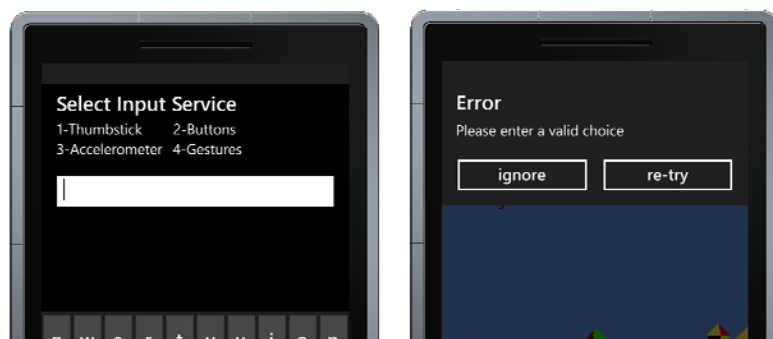 Select Input Service
1-Thumbstick 2-Buttons
3-Accelerometer 4-Gestures
q w e r t y u i o p
Error
Please enter a valid choice
ignore re-try